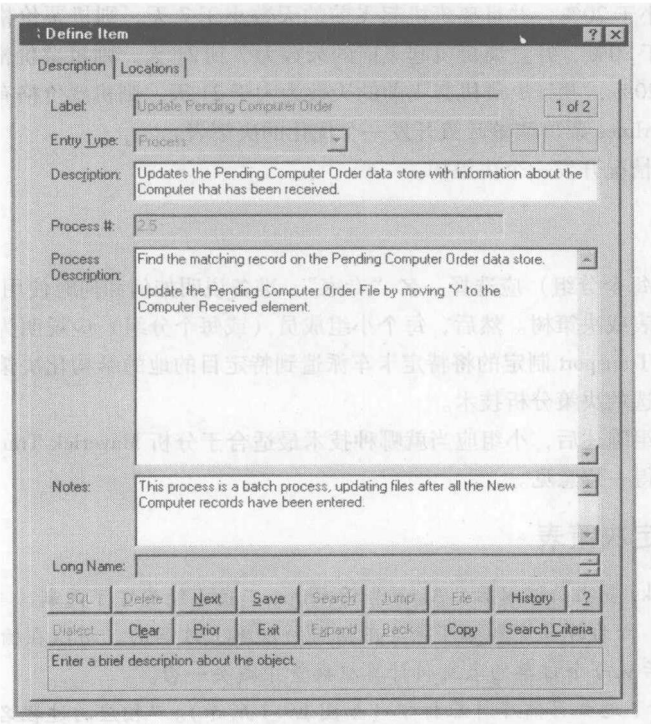 Define Item
? ×
Description Locations
Label: Update Pending Computer Order 1 of 2
Entry Type: Process
Description: Updates the Pending Computer Order data store with information about the
Computer that has been received.
Process #: 2.5
Process Find the matching record on the Pending Computer Order data store.
Description:
Update the Pending Computer Order File by moving "Y" to the
Computer Received element.
Notes: This process is a batch process, updating files after all the New
Computer records have been entered.
Long Name:
SQL Delete Next Save Search Jump File History ?
Dialect Clear Prior Exit Expand Back Copy Search Criteria
Enter a brief description about the object.